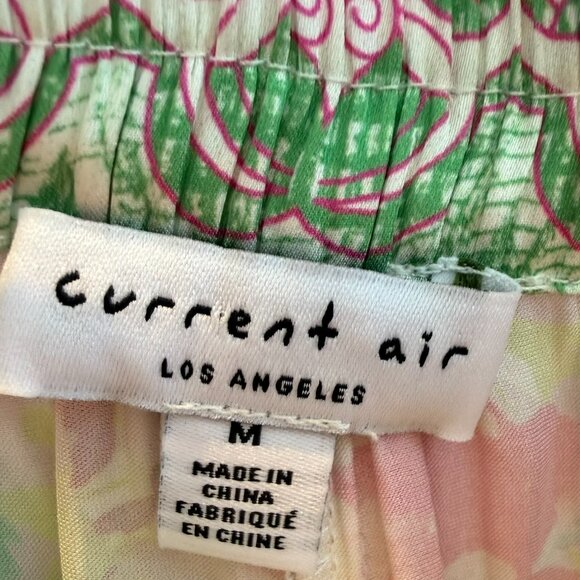 current air
LOS ANGELES
M
MADE IN
CHINA
FABRIQUÉ
EN CHINE